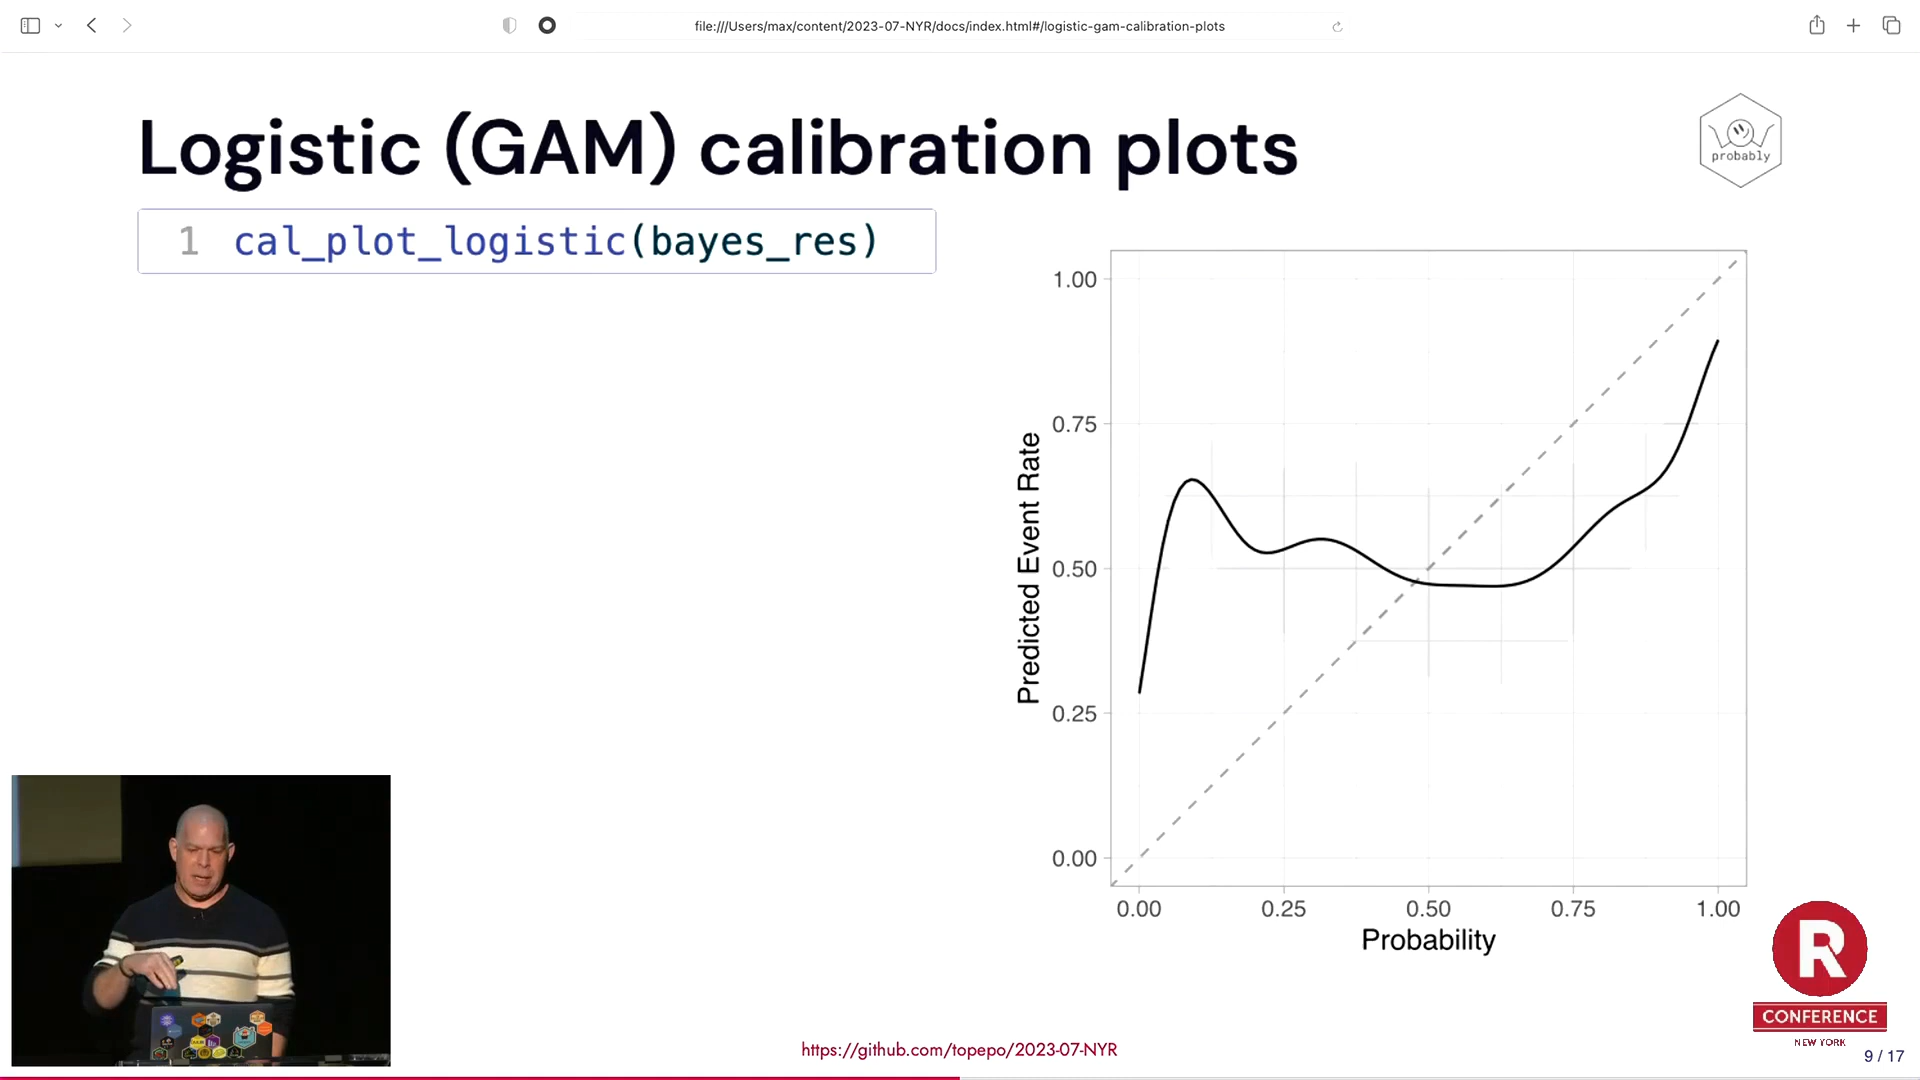 file:///Users/max/content/2023-07-NYR/docs/index.html#/logistic-gam-calibration-plots
Logistic (GAM) calibration plots
probably
1 cal_plot_logistic(bayes_res)
1.00
0.75
0.50
0.25
0.00
Predicted Event Rate
0.00 0.25 0.50 0.75 1.00
Probability
R
CONFERENCE
NEW YORK
https://github.com/topepo/2023-07-NYR
9 / 17